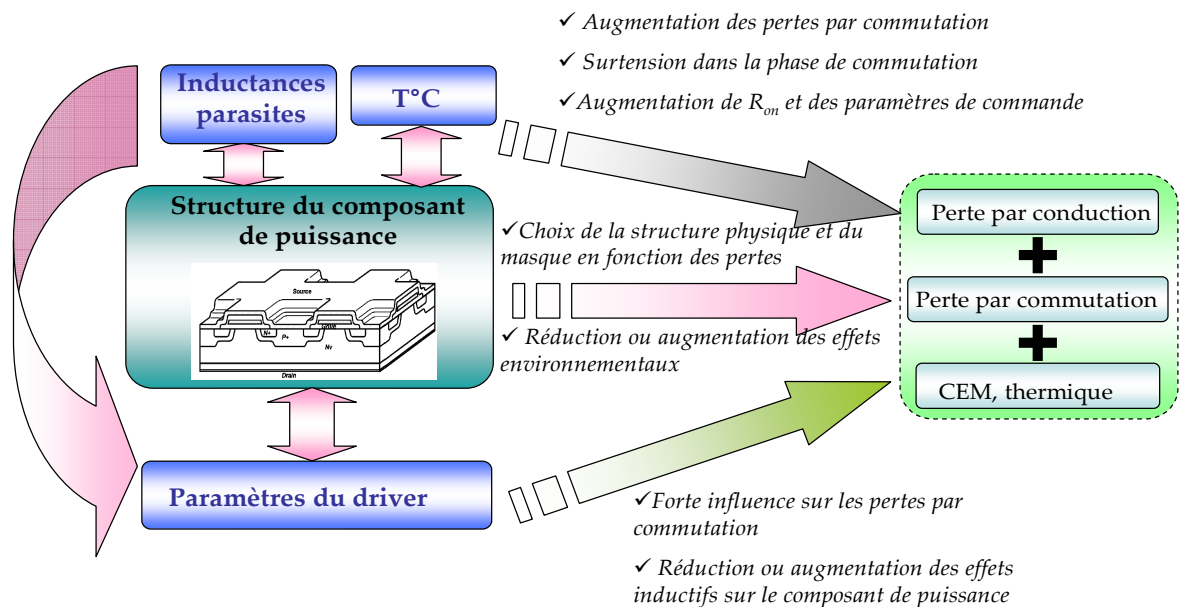 ✓ Augmentation des pertes par commutation
✓ Surtension dans la phase de commutation
✓Augmentation de Ron et des paramètres de commande
Inductances
parasites
T°C
Structure du composant
de puissance
Source
Grille
N+
P+
Nv
Drain
✓Choix de la structure physique et du
masque en fonction des pertes
✓ Réduction ou augmentation des effets
environnementaux
Perte par conduction
+
Perte par commutation
+
CEM, thermique
Paramètres du driver
✓Forte influence sur les pertes par
commutation
✓ Réduction ou augmentation des effets
inductifs sur le composant de puissance